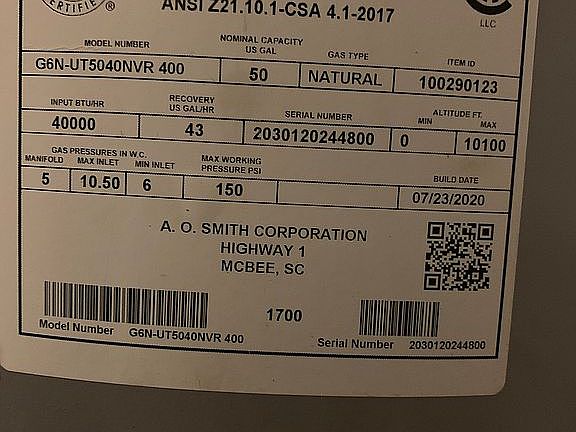 CERTIFIED ®
ANSI Z21.10.1-CSA 4.1-2017
LLC
MODEL NUMBER NOMINAL CAPACITY US GAL GAS TYPE ITEM ID
G6N-UT5040NVR 400 50 NATURAL 100290123
INPUT BTU/HR RECOVERY US GAL/HR SERIAL NUMBER ALTITUDE FT. MIN MAX
40000 43 2030120244800 0 10100
GAS PRESSURES IN W.C.
MANIFOLD MAX INLET MIN INLET MAX WORKING PRESSURE PSI BUILD DATE
5 10.50 6 150 07/23/2020
A. O. SMITH CORPORATION
HIGHWAY 1
MCBEE, SC
1700
Model Number G6N-UT5040NVR 400 Serial Number 2030120244800